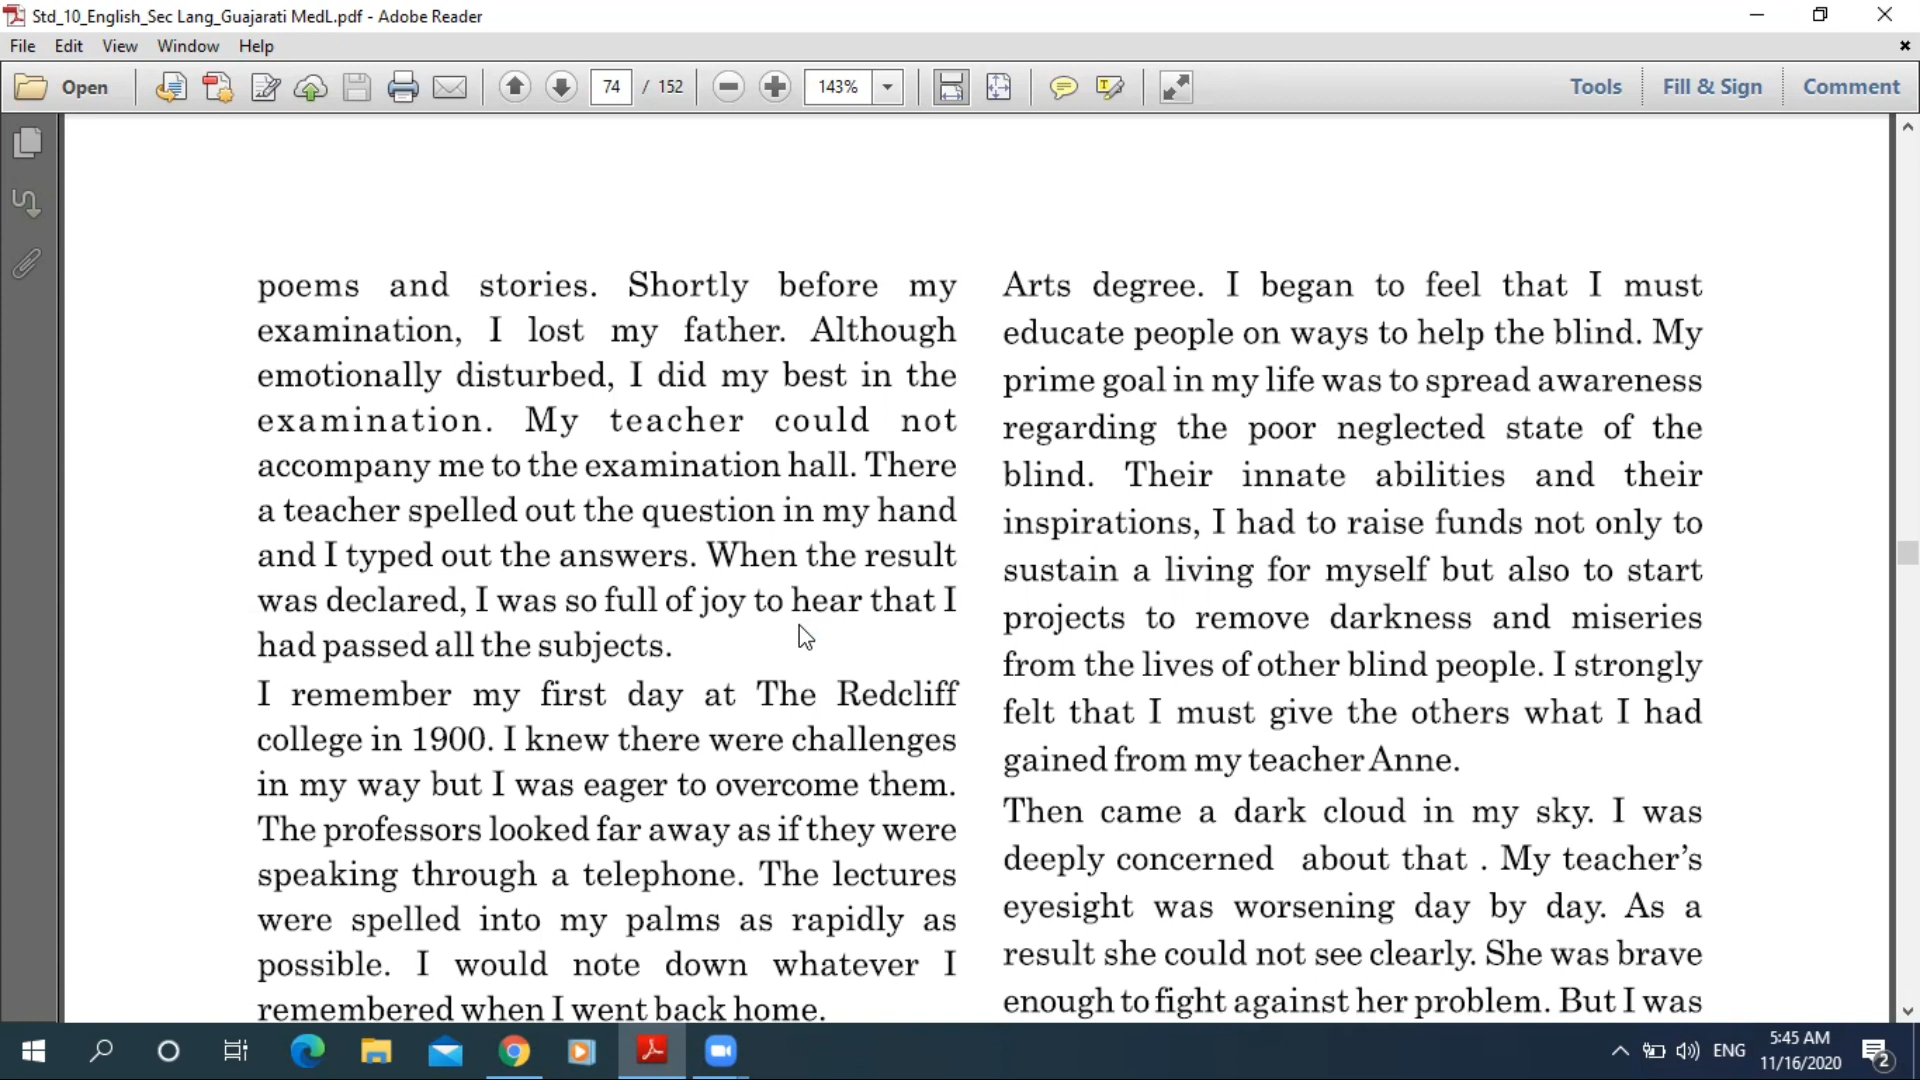 Std_10_English_Sec Lang_Guajarati MedL.pdf - Adobe Reader
File Edit View Window Help
Open 74 / 152 143% Tools Fill & Sign Comment
poems and stories. Shortly before my
examination, I lost my father. Although
emotionally disturbed, I did my best in the
examination. My teacher could not
accompany me to the examination hall. There
a teacher spelled out the question in my hand
and I typed out the answers. When the result
was declared, I was so full of joy to hear that I
had passed all the subjects.
I remember my first day at The Redcliff
college in 1900. I knew there were challenges
in my way but I was eager to overcome them.
The professors looked far away as if they were
speaking through a telephone. The lectures
were spelled into my palms as rapidly as
possible. I would note down whatever I
remembered when I went back home.
Arts degree. I began to feel that I must
educate people on ways to help the blind. My
prime goal in my life was to spread awareness
regarding the poor neglected state of the
blind. Their innate abilities and their
inspirations, I had to raise funds not only to
sustain a living for myself but also to start
projects to remove darkness and miseries
from the lives of other blind people. I strongly
felt that I must give the others what I had
gained from my teacher Anne.
Then came a dark cloud in my sky. I was
deeply concerned about that . My teacher’s
eyesight was worsening day by day. As a
result she could not see clearly. She was brave
enough to fight against her problem. But I was
ENG 5:45 AM
11/16/2020 2